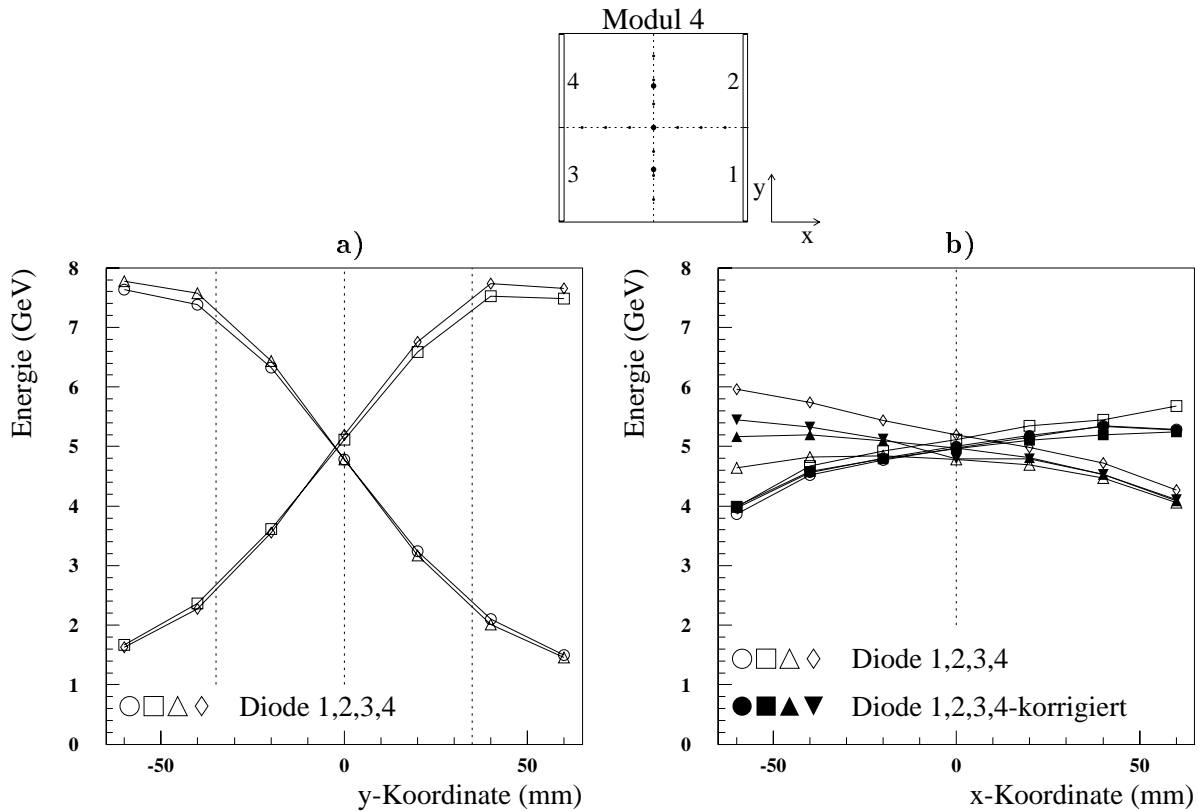 Modul 4
4 2
3 1
y
x
a)
Energie (GeV)
8
7
6
5
4
3
2
1
0
Diode 1,2,3,4
-50 0 50
y-Koordinate (mm)
b)
Energie (GeV)
8
7
6
5
4
3
2
1
0
Diode 1,2,3,4
Diode 1,2,3,4-korrigiert
-50 0 50
x-Koordinate (mm)